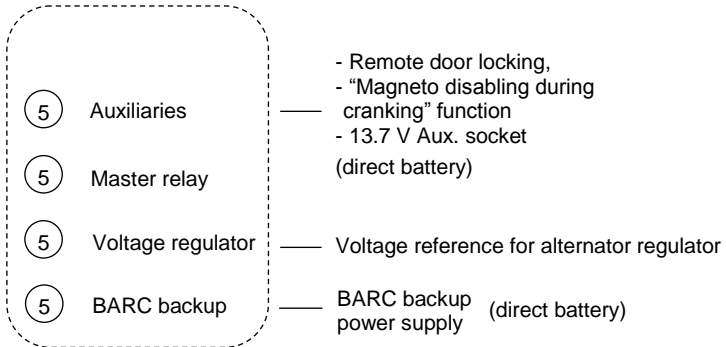 - Remote door locking,
- “Magneto disabling during
cranking” function
5 Auxiliaries
- 13.7 V Aux. socket
(direct battery)
5 Master relay
5 Voltage regulator Voltage reference for alternator regulator
5 BARC backup BARC backup
power supply (direct battery)